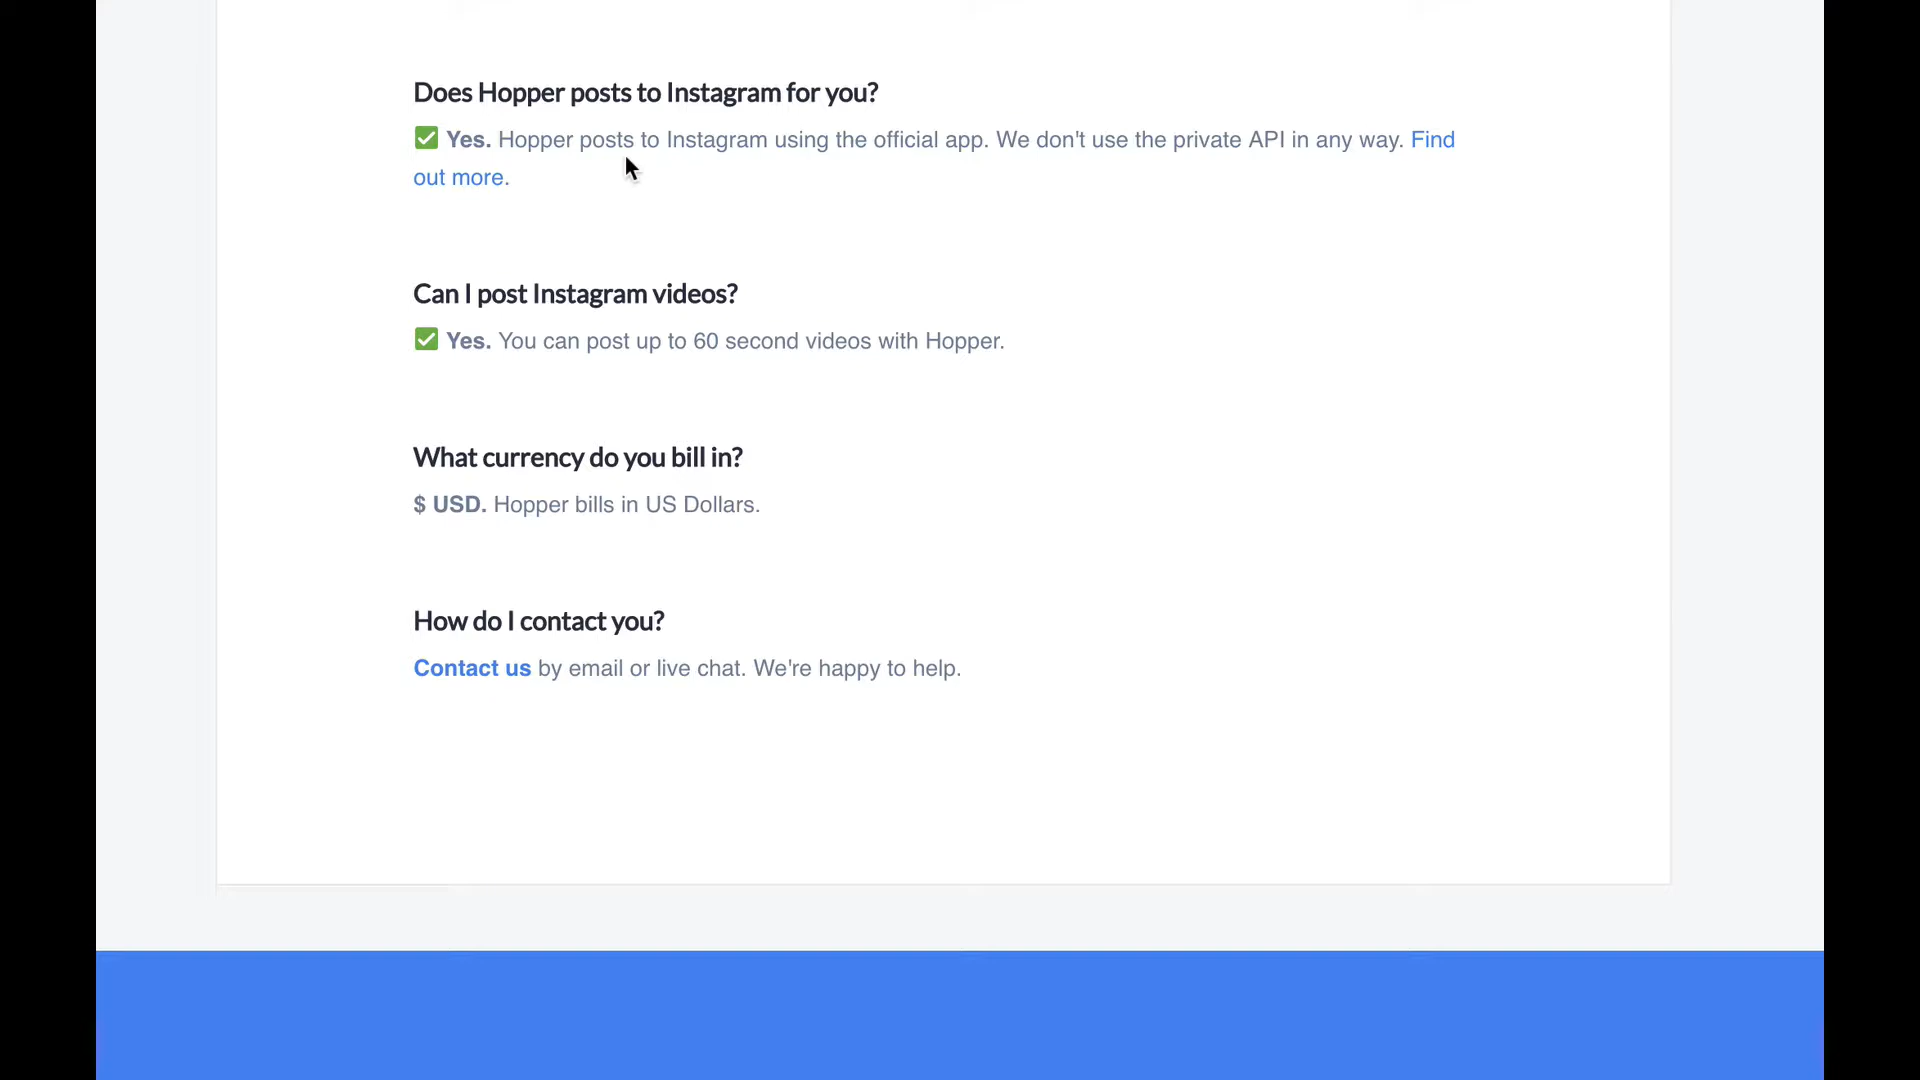 Does Hopper posts to Instagram for you?
✅ Yes. Hopper posts to Instagram using the official app. We don't use the private API in any way. Find
out more.
Can I post Instagram videos?
✅ Yes. You can post up to 60 second videos with Hopper.
What currency do you bill in?
$ USD. Hopper bills in US Dollars.
How do I contact you?
Contact us by email or live chat. We're happy to help.